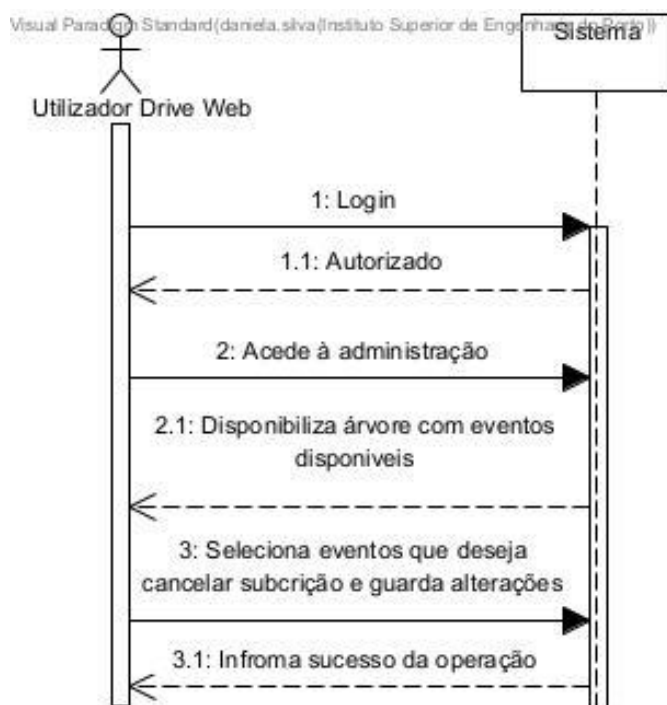 Visual Paradigm Standard(daniela.silva(Instituto Superior de Engenharia do Porto))
Sistema
Utilizador Drive Web
1: Login
1.1: Autorizado
2: Acede à administração
2.1: Disponibiliza árvore com eventos
disponiveis
3: Seleciona eventos que deseja
cancelar subcrição e guarda alterações
3.1: Infroma sucesso da operação